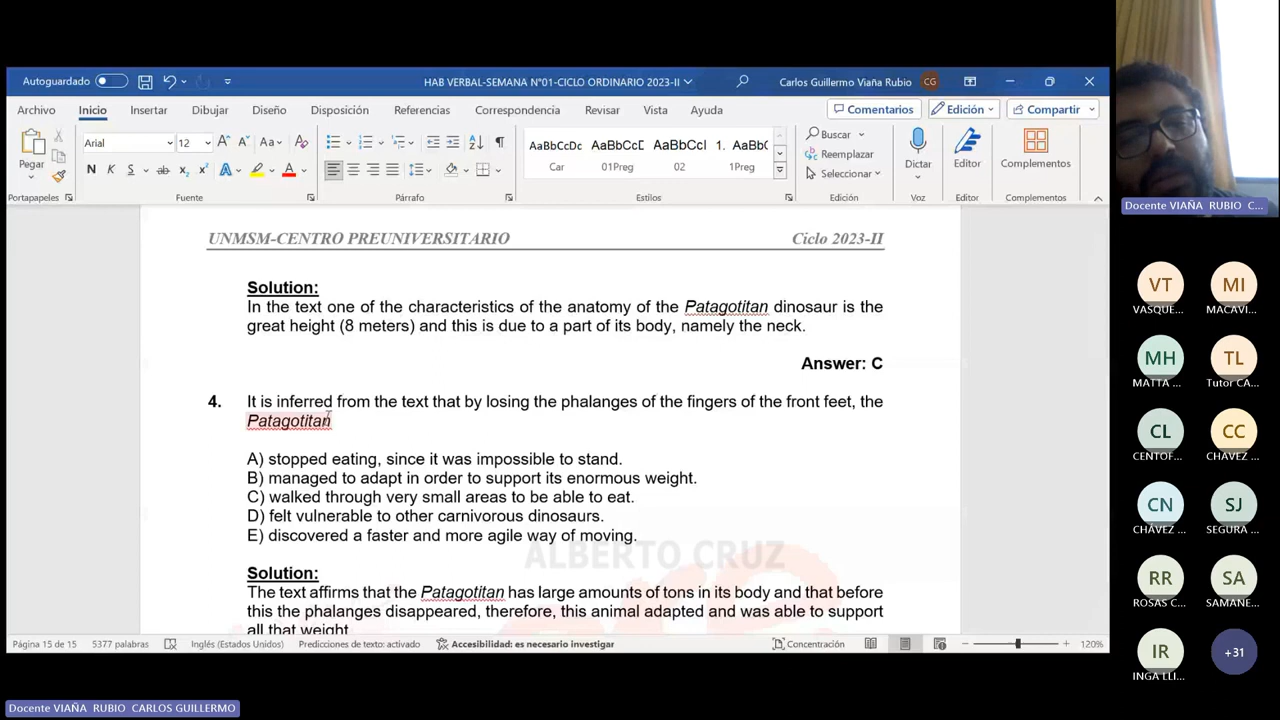 Autoguardado
HAB VERBAL-SEMANA N°01-CICLO ORDINARIO 2023-II
Carlos Guillermo Viaña Rubio
CG
Archivo
Inicio
Insertar
Dibujar
Diseño
Disposición
Referencias
Correspondencia
Revisar
Vista
Ayuda
Comentarios
Edición
Compartir
Pegar
Arial
12
N K S ab x₂ x² A A
Aa
AaBbCcDc
AaBbCcD
AaBbCcI
1. AaBbC
Car
01Preg
02
1Preg
Buscar
Reemplazar
Seleccionar
Dictar
Editor
Complementos
Portapapeles
Fuente
Párrafo
Estilos
Edición
Voz
Editor
Complementos
UNMSM-CENTRO PREUNIVERSITARIO
Ciclo 2023-II
Solution:
In the text one of the characteristics of the anatomy of the Patagotitan dinosaur is the
great height (8 meters) and this is due to a part of its body, namely the neck.
Answer: C
4. It is inferred from the text that by losing the phalanges of the fingers of the front feet, the
Patagotitan
A) stopped eating, since it was impossible to stand.
B) managed to adapt in order to support its enormous weight.
C) walked through very small areas to be able to eat.
D) felt vulnerable to other carnivorous dinosaurs.
E) discovered a faster and more agile way of moving.
ALBERTO CRUZ
Solution:
The text affirms that the Patagotitan has large amounts of tons in its body and that before
this the phalanges disappeared, therefore, this animal adapted and was able to support
all that weight
Página 15 de 15
5377 palabras
Inglés (Estados Unidos)
Predicciones de texto: activado
Accesibilidad: es necesario investigar
Concentración
120%
Docente VIAÑA RUBIO CARLOS GUILLERMO
Docente VIAÑA RUBIO C...
VT
MI
VÁSQUE...
MACAVI...
MH
TL
MATTA ...
Tutor CA...
CL
CC
CENTOF...
CHAVEZ ...
CN
SJ
CHÁVEZ ...
SEGURA ...
RR
SA
ROSAS C...
SAMANE...
IR
+31
INGA LLI...